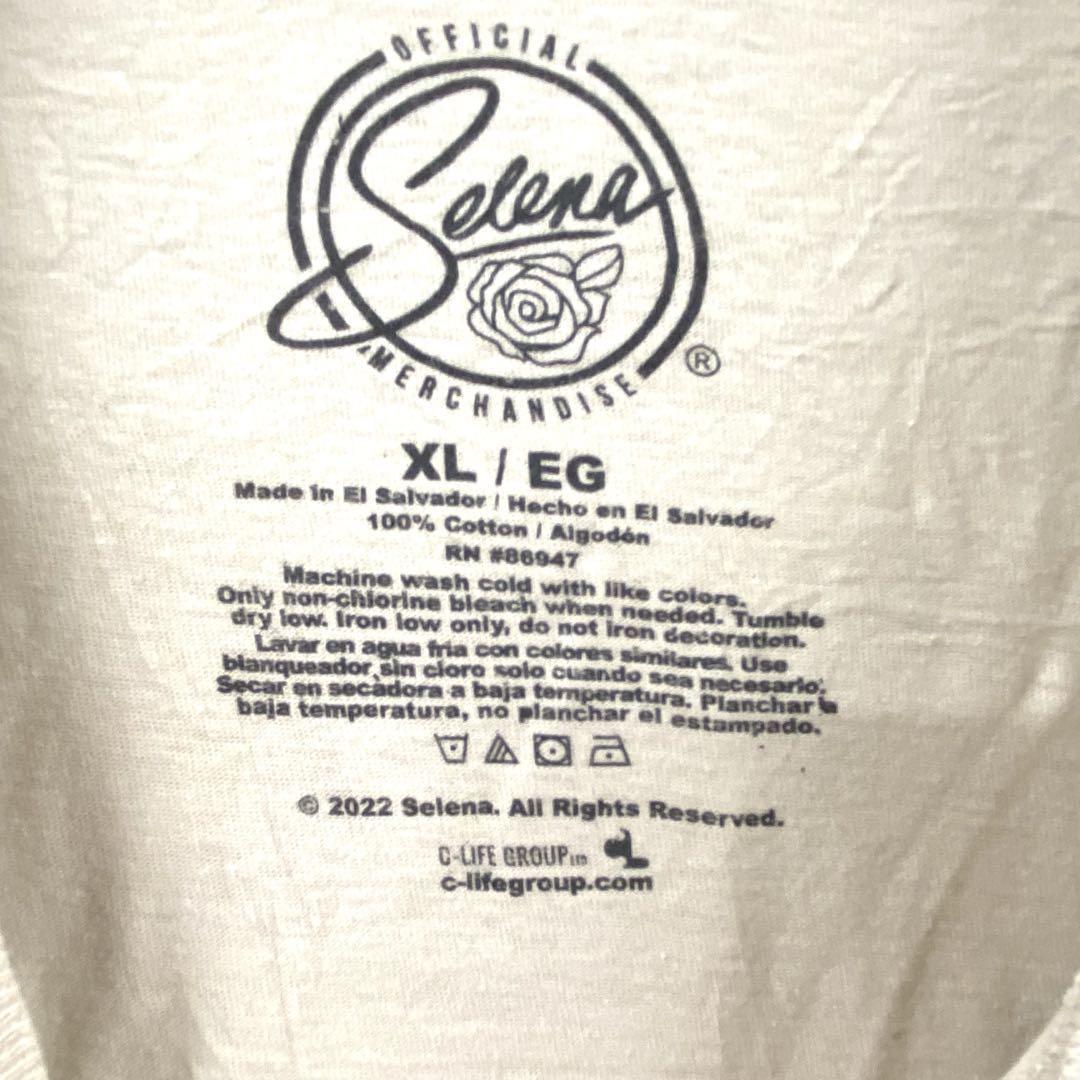 OFFICIAL
Selena
MERCHANDISE
®
XL / EG
Made in El Salvador / Hecho en El Salvador
100% Cotton / Algodón
RN #86947
Machine wash cold with like colors.
Only non-chlorine bleach when needed. Tumble
dry low. Iron low only, do not iron decoration.
Lavar en agua fria con colores similares. Use
blanqueador sin cloro solo cuando sea necesario.
Secar en secadora a baja temperatura. Planchar a
baja temperatura, no planchar el estampado.
© 2022 Selena. All Rights Reserved.
C-LIFE GROUP LTD
c-lifegroup.com